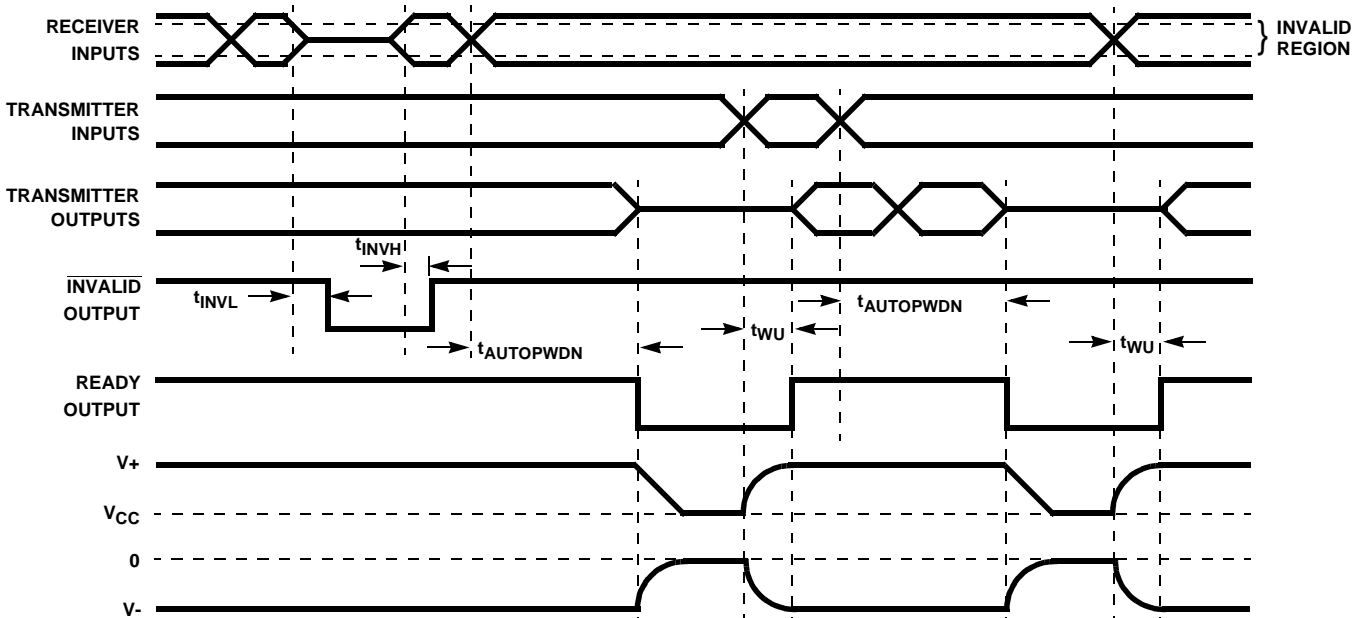 RECEIVER
INPUTS
} INVALID
REGION
TRANSMITTER
INPUTS
TRANSMITTER
OUTPUTS
tINVH
INVALID
OUTPUT
tINVL
tAUTOPWDN
tWU
tAUTOPWDN
tWU
READY
OUTPUT
V+
VCC
0
V-